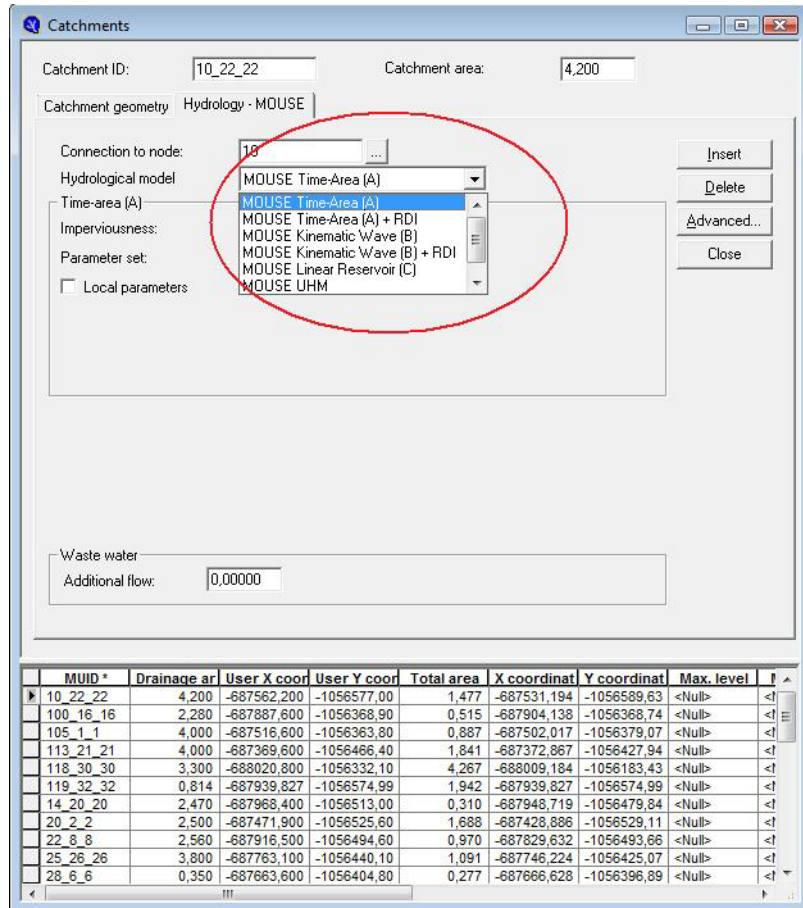 Catchments
Catchment ID: 10_22_22 Catchment area: 4,200
Catchment geometry Hydrology - MOUSE
Connection to node: 10 ... Insert
Hydrological model MOUSE Time-Area (A) Delete
Time-area (A) MOUSE Time-Area (A)
MOUSE Time-Area (A) + RDI Advanced...
Imperviousness: MOUSE Kinematic Wave (B)
Parameter set: MOUSE Kinematic Wave (B) + RDI Close
MOUSE Linear Reservoir (C)
Local parameters MOUSE UHM
Waste water
Additional flow: 0,00000
MUID * Drainage ar User X coor User Y coor Total area X coordinat Y coordinat Max. level
10_22_22 4,200 -687562,200 -1056577,00 1,477 -687531,194 -1056589,63 <Null>
100_16_16 2,280 -687887,600 -1056368,90 0,515 -687904,138 -1056368,74 <Null>
105_1_1 4,000 -687516,600 -1056363,80 0,887 -687502,017 -1056379,07 <Null>
113_21_21 4,000 -687369,600 -1056466,40 1,841 -687372,867 -1056427,94 <Null>
118_30_30 3,300 -688020,800 -1056332,10 4,267 -688009,184 -1056183,43 <Null>
119_32_32 0,814 -687939,827 -1056574,99 1,942 -687939,827 -1056574,99 <Null>
14_20_20 2,470 -687968,400 -1056513,00 0,310 -687948,719 -1056479,84 <Null>
20_2_2 2,500 -687471,900 -1056525,60 1,688 -687428,886 -1056529,11 <Null>
22_8_8 2,560 -687916,500 -1056494,60 0,970 -687829,632 -1056493,66 <Null>
25_26_26 3,800 -687763,100 -1056440,10 1,091 -687746,224 -1056425,07 <Null>
28_6_6 0,350 -687663,600 -1056404,80 0,277 -687666,628 -1056396,89 <Null>